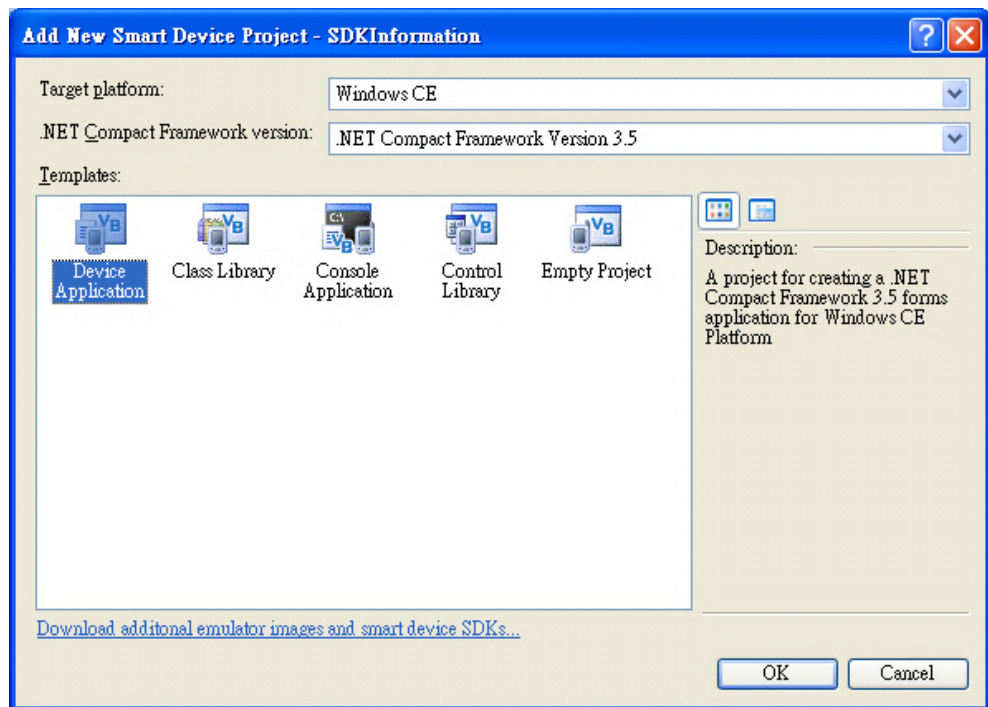 Add New Smart Device Project - SDKInformation
Target platform:
Windows CE
.NET Compact Framework version:
.NET Compact Framework Version 3.5
Templates:
Device
Application
Class Library
Console
Application
Control
Library
Empty Project
Description:
A project for creating a .NET
Compact Framework 3.5 forms
application for Windows CE
Platform
Download additonal emulator images and smart device SDKs...
OK
Cancel